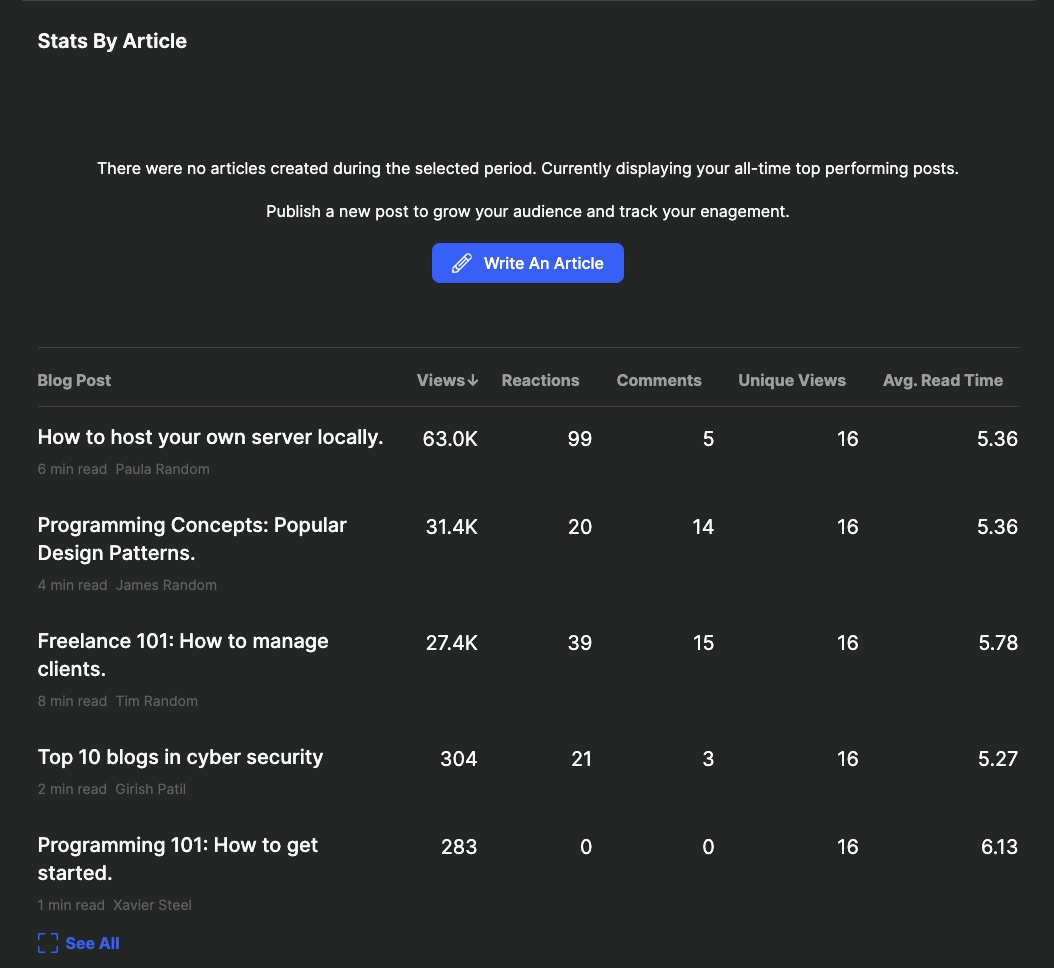 Stats By Article
There were no articles created during the selected period. Currently displaying your all-time top performing posts.
Publish a new post to grow your audience and track your enagement.
Write An Article
Blog Post Views↓ Reactions Comments Unique Views Avg. Read Time
How to host your own server locally. 63.0K 99 5 16 5.36
6 min read Paula Random
Programming Concepts: Popular 31.4K 20 14 16 5.36
Design Patterns.
4 min read James Random
Freelance 101: How to manage 27.4K 39 15 16 5.78
clients.
8 min read Tim Random
Top 10 blogs in cyber security 304 21 3 16 5.27
2 min read Girish Patil
Programming 101: How to get 283 0 0 16 6.13
started.
1 min read Xavier Steel
See All